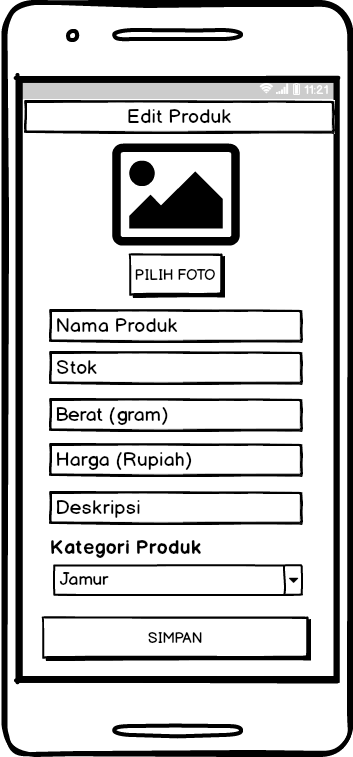 11:21
Edit Produk
PILIH FOTO
Nama Produk
Stok
Berat (gram)
Harga (Rupiah)
Deskripsi
Kategori Produk
Jamur
SIMPAN